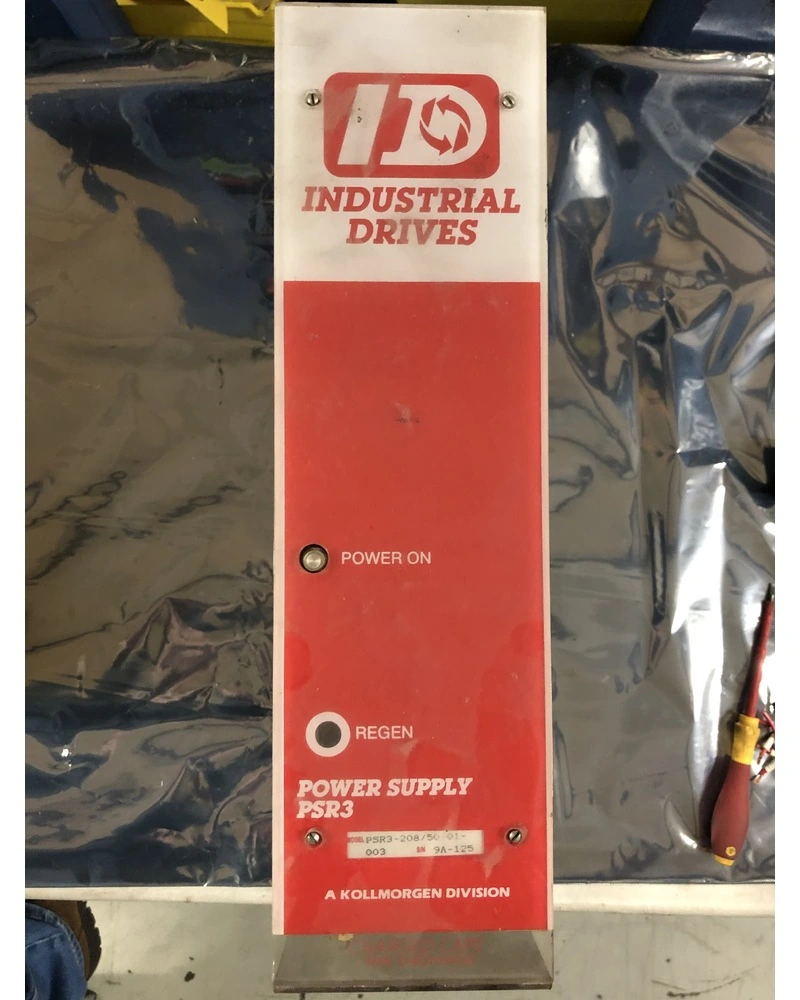 ID
INDUSTRIAL
DRIVES
POWER ON
REGEN
POWER SUPPLY
PSR3
MODEL PSR3-208/50-01-
003 SN 9A-125
A KOLLMORGEN DIVISION